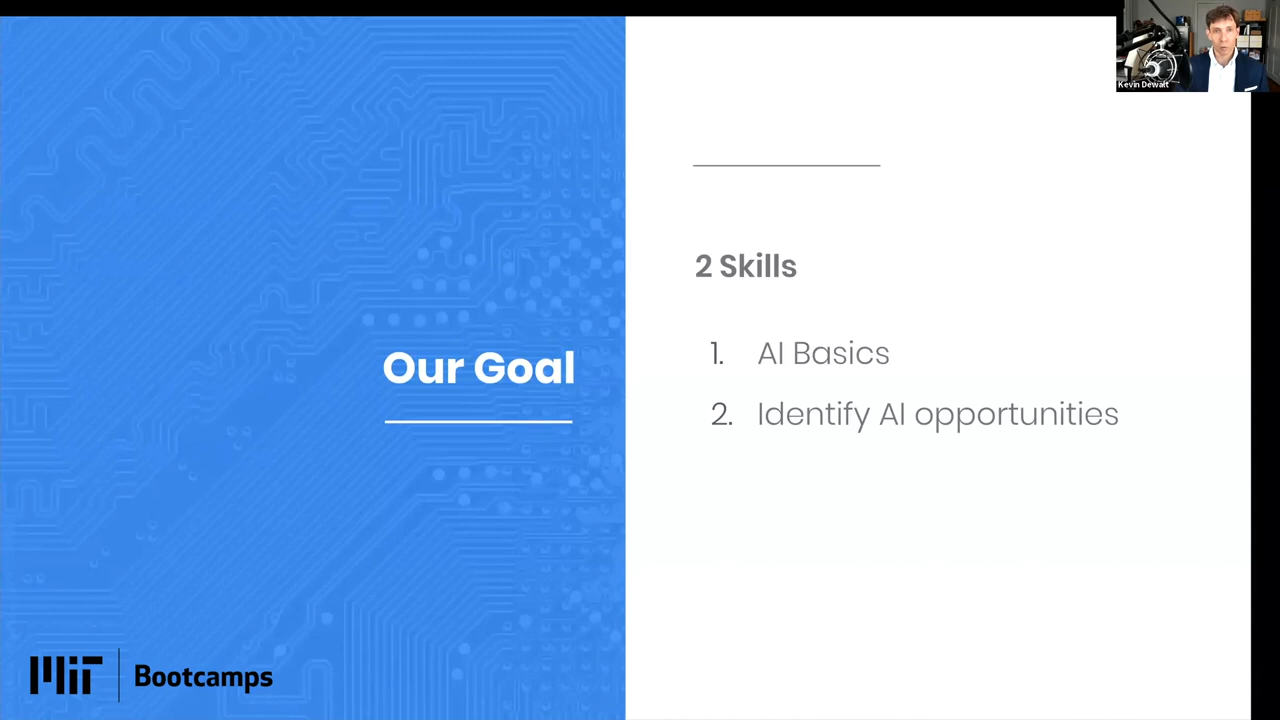 Kevin Dewalt
Our Goal
2 Skills
1. AI Basics
2. Identify AI opportunities
MIT
Bootcamps